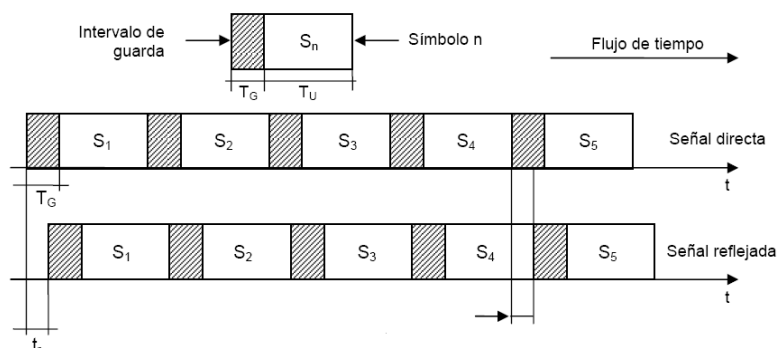 Intervalo de
guarda
Sn
Símbolo n
Flujo de tiempo
TG
TU
S1
S2
S3
S4
S5
Señal directa
t
TG
S1
S2
S3
S4
S5
Señal reflejada
t